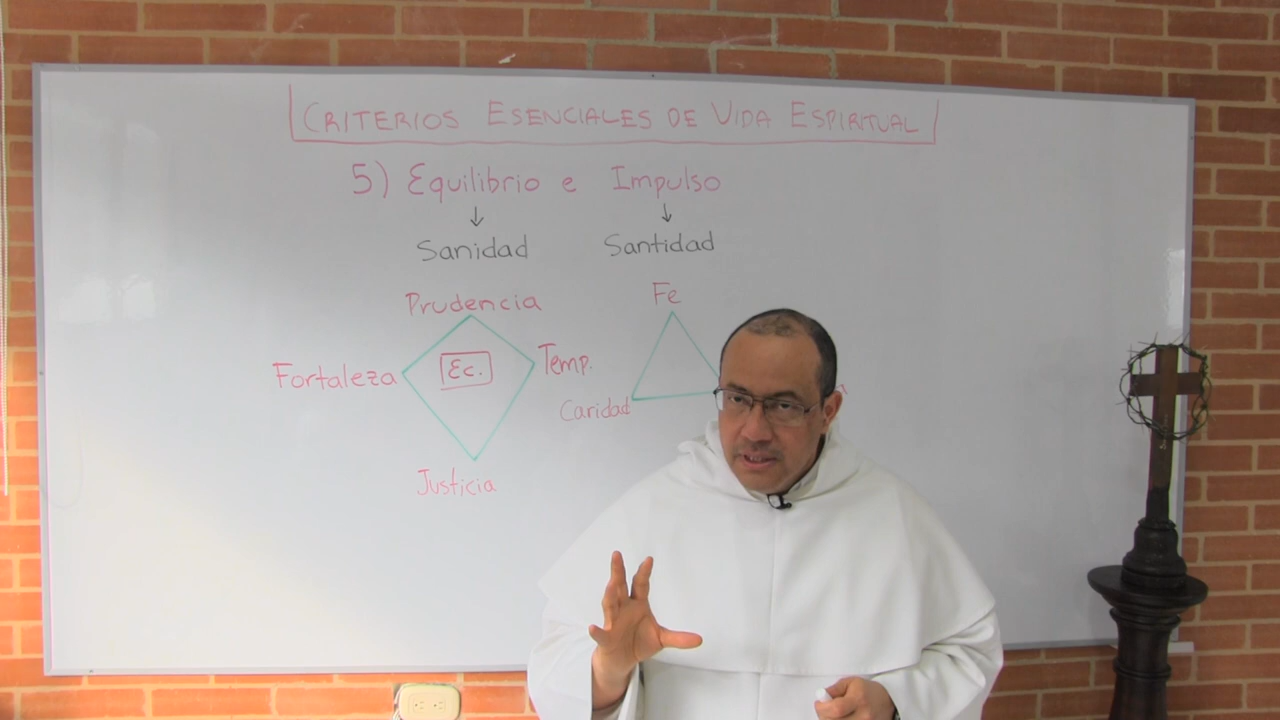 CRITERIOS ESENCIALES DE VIDA ESPIRITUAL
5) Equilibrio e Impulso
Sanidad Santidad
Prudencia Fe
Fortaleza Ec. Temp.
Caridad
Justicia